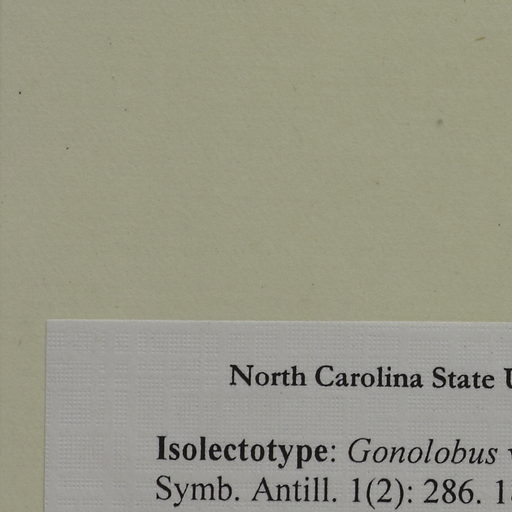 North Carolina State
Isolectotype: Gonolobus
Symb. Antill. 1(2): 286.